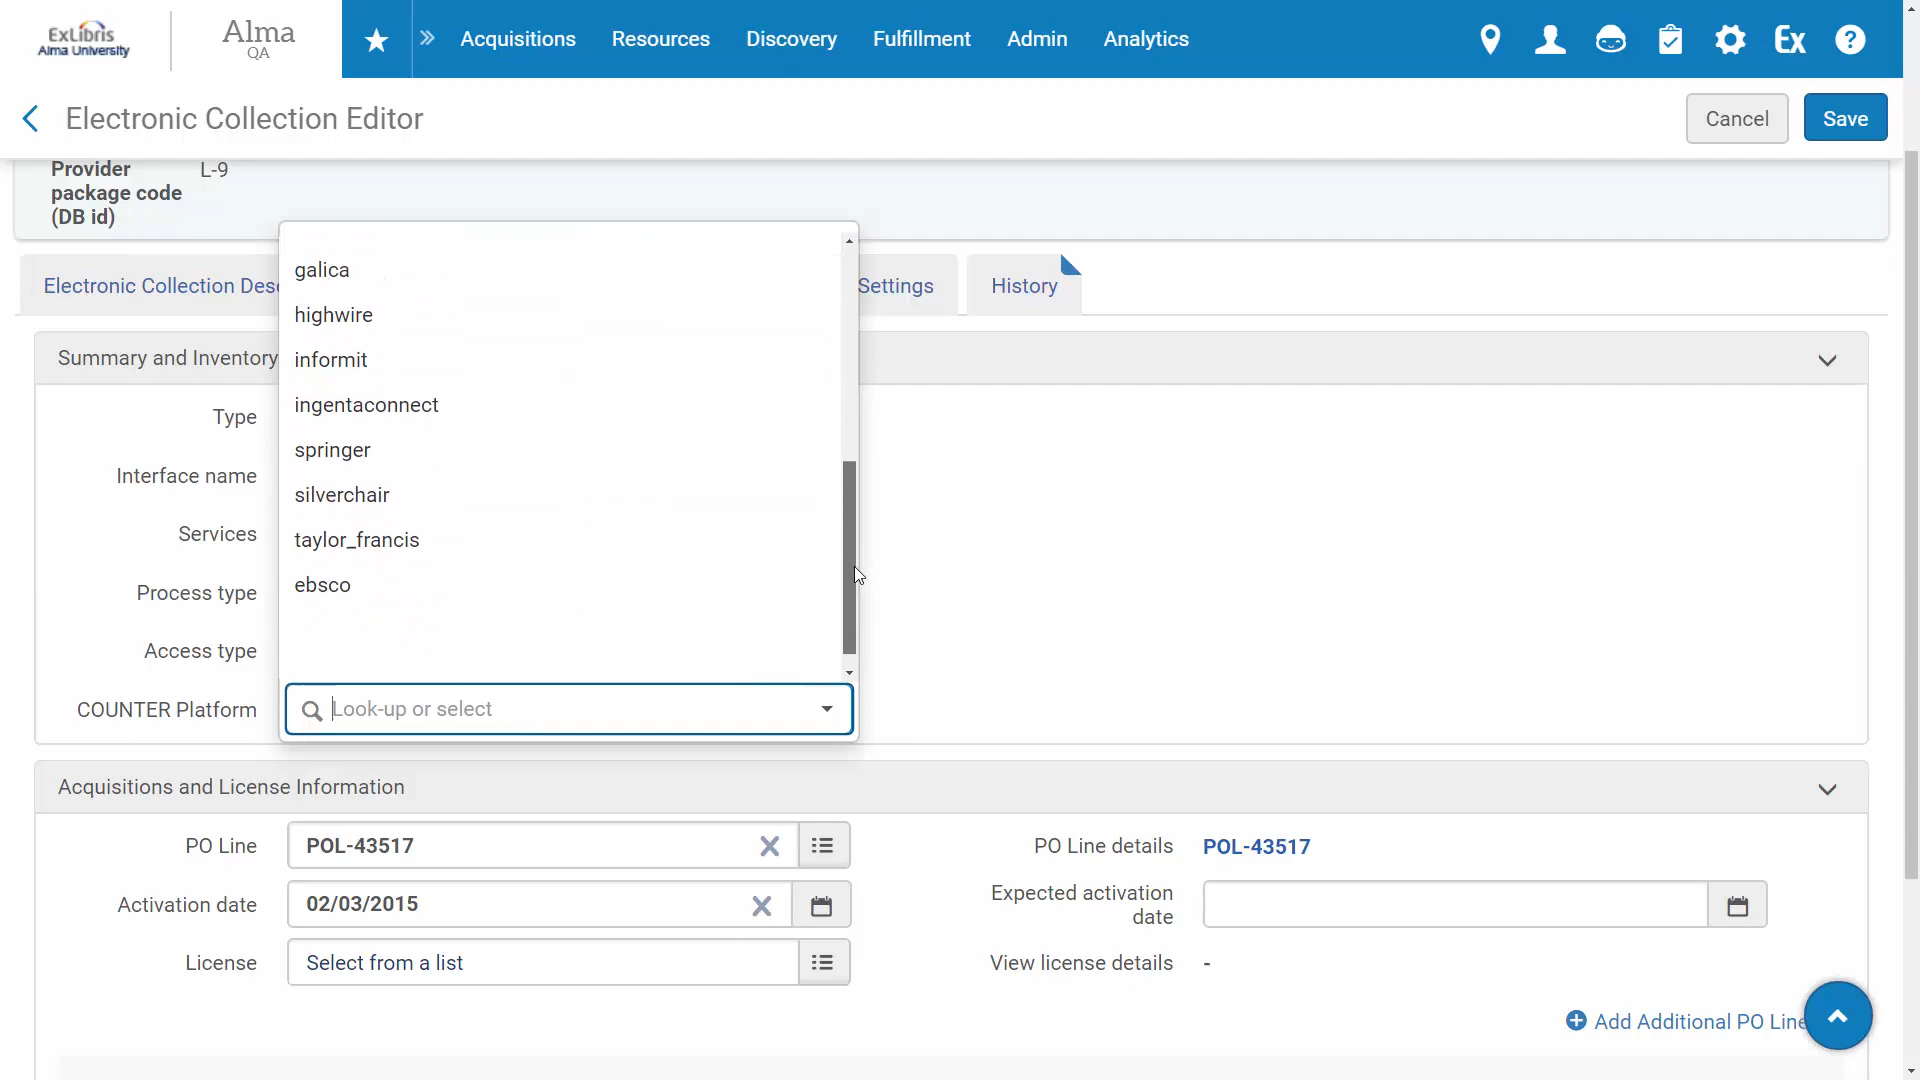 ExLibris
Alma University
Alma
QA
Acquisitions
Resources
Discovery
Fulfillment
Admin
Analytics
Ex
?
Electronic Collection Editor
Cancel
Save
Provider
package code
(DB id)
L-9
Electronic Collection Des
Settings
History
Summary and Inventory
Type
Interface name
Services
Process type
Access type
COUNTER Platform
galica
highwire
informit
ingentaconnect
springer
silverchair
taylor_francis
ebsco
Look-up or select
Acquisitions and License Information
PO Line
POL-43517
PO Line details
POL-43517
Activation date
02/03/2015
Expected activation
date
License
Select from a list
View license details
-
Add Additional PO Line